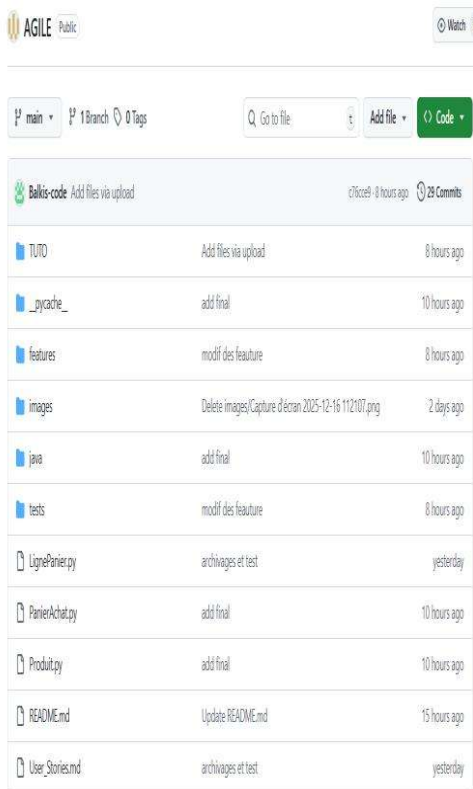 AGILE Public Watch
main 1 Branch 0 Tags Go to file t Add file Code
Balkis-code Add files via upload c76cce9 · 8 hours ago 29 Commits
TUTO Add files via upload 8 hours ago
__pycache__ add final 10 hours ago
features modif des feauture 8 hours ago
images Delete images/Capture d'écran 2025-12-16 112107.png 2 days ago
java add final 10 hours ago
tests modif des feauture 8 hours ago
LignePanier.py archivages et test yesterday
PanierAchat.py add final 10 hours ago
Produit.py add final 10 hours ago
README.md Update README.md 15 hours ago
User_Stories.md archivages et test yesterday